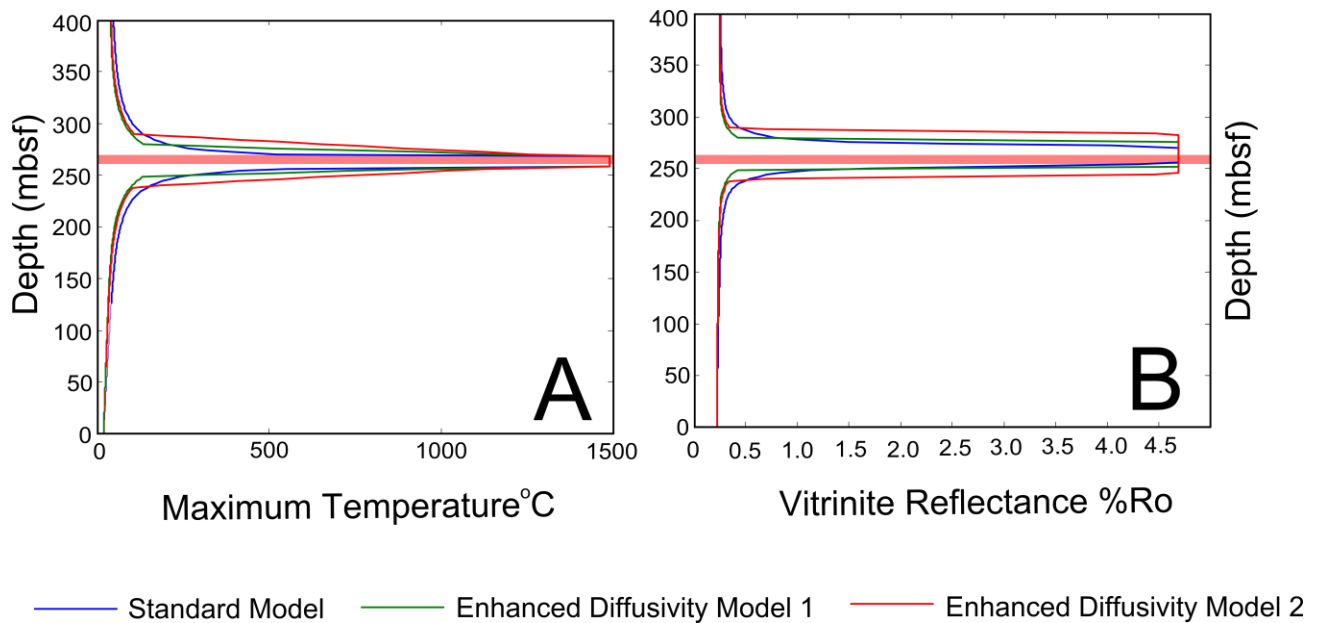 400
350
300
250
200
150
100
50
0
Depth (mbsf)
A
0 500 1000 1500
Maximum Temperature°C
400
350
300
250
200
150
100
50
0
B
Depth (mbsf)
0 0.5 1.0 1.5 2.0 2.5 3.0 3.5 4.0 4.5
Vitrinite Reflectance %Ro
Standard Model
Enhanced Diffusivity Model 1
Enhanced Diffusivity Model 2